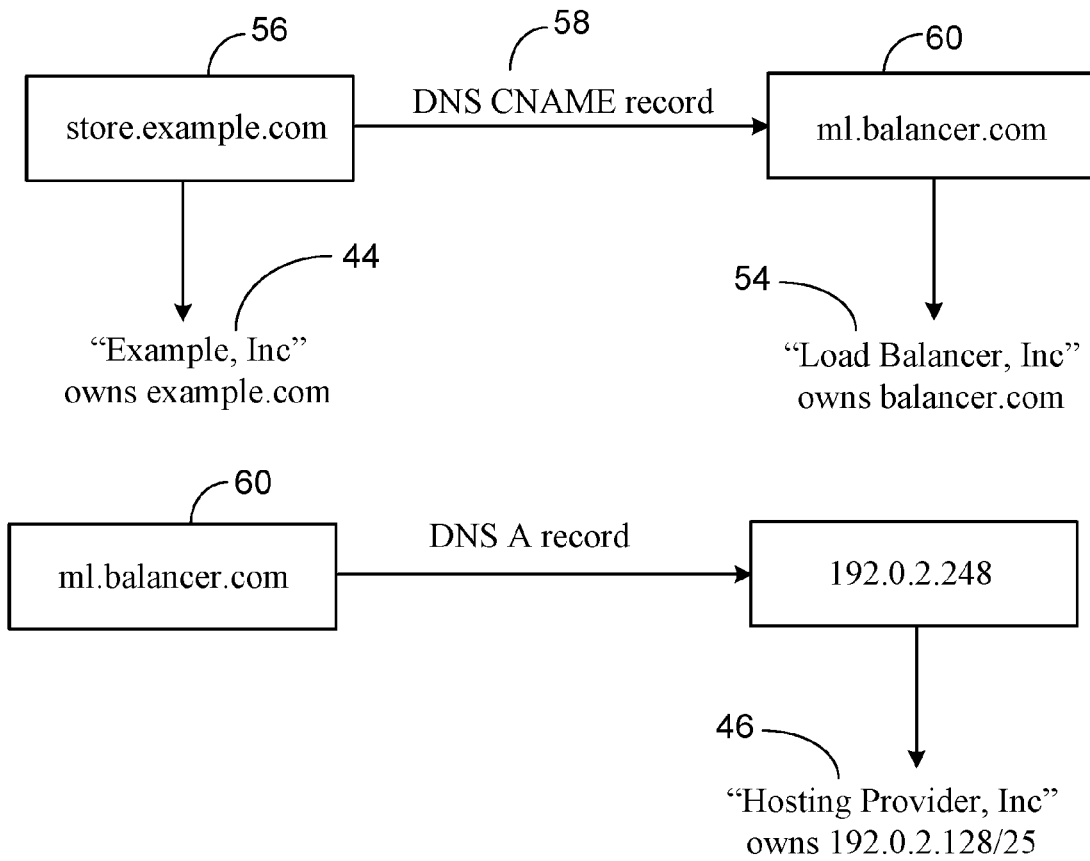 56
58
60
store.example.com
DNS CNAME record
ml.balancer.com
44
54
“Example, Inc”
owns example.com
“Load Balancer, Inc”
owns balancer.com
60
ml.balancer.com
DNS A record
192.0.2.248
46
“Hosting Provider, Inc”
owns 192.0.2.128/25